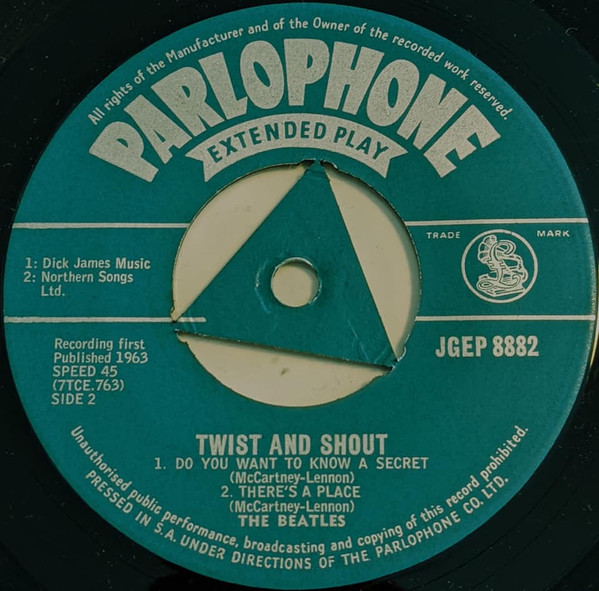 All rights of the Manufacturer and of the Owner of the recorded work reserved.
PARLOPHONE
EXTENDED PLAY
1: Dick James Music
2: Northern Songs
Ltd.
TRADE MARK
Recording first
Published 1963
SPEED 45
(7TCE.763)
SIDE 2
JGEP 8882
TWIST AND SHOUT
1. DO YOU WANT TO KNOW A SECRET
(McCartney-Lennon)
2. THERE'S A PLACE
(McCartney-Lennon)
THE BEATLES
Unauthorised public performance, broadcasting and copying of this record prohibited.
PRESSED IN S.A. UNDER DIRECTIONS OF THE PARLOPHONE CO. LTD.